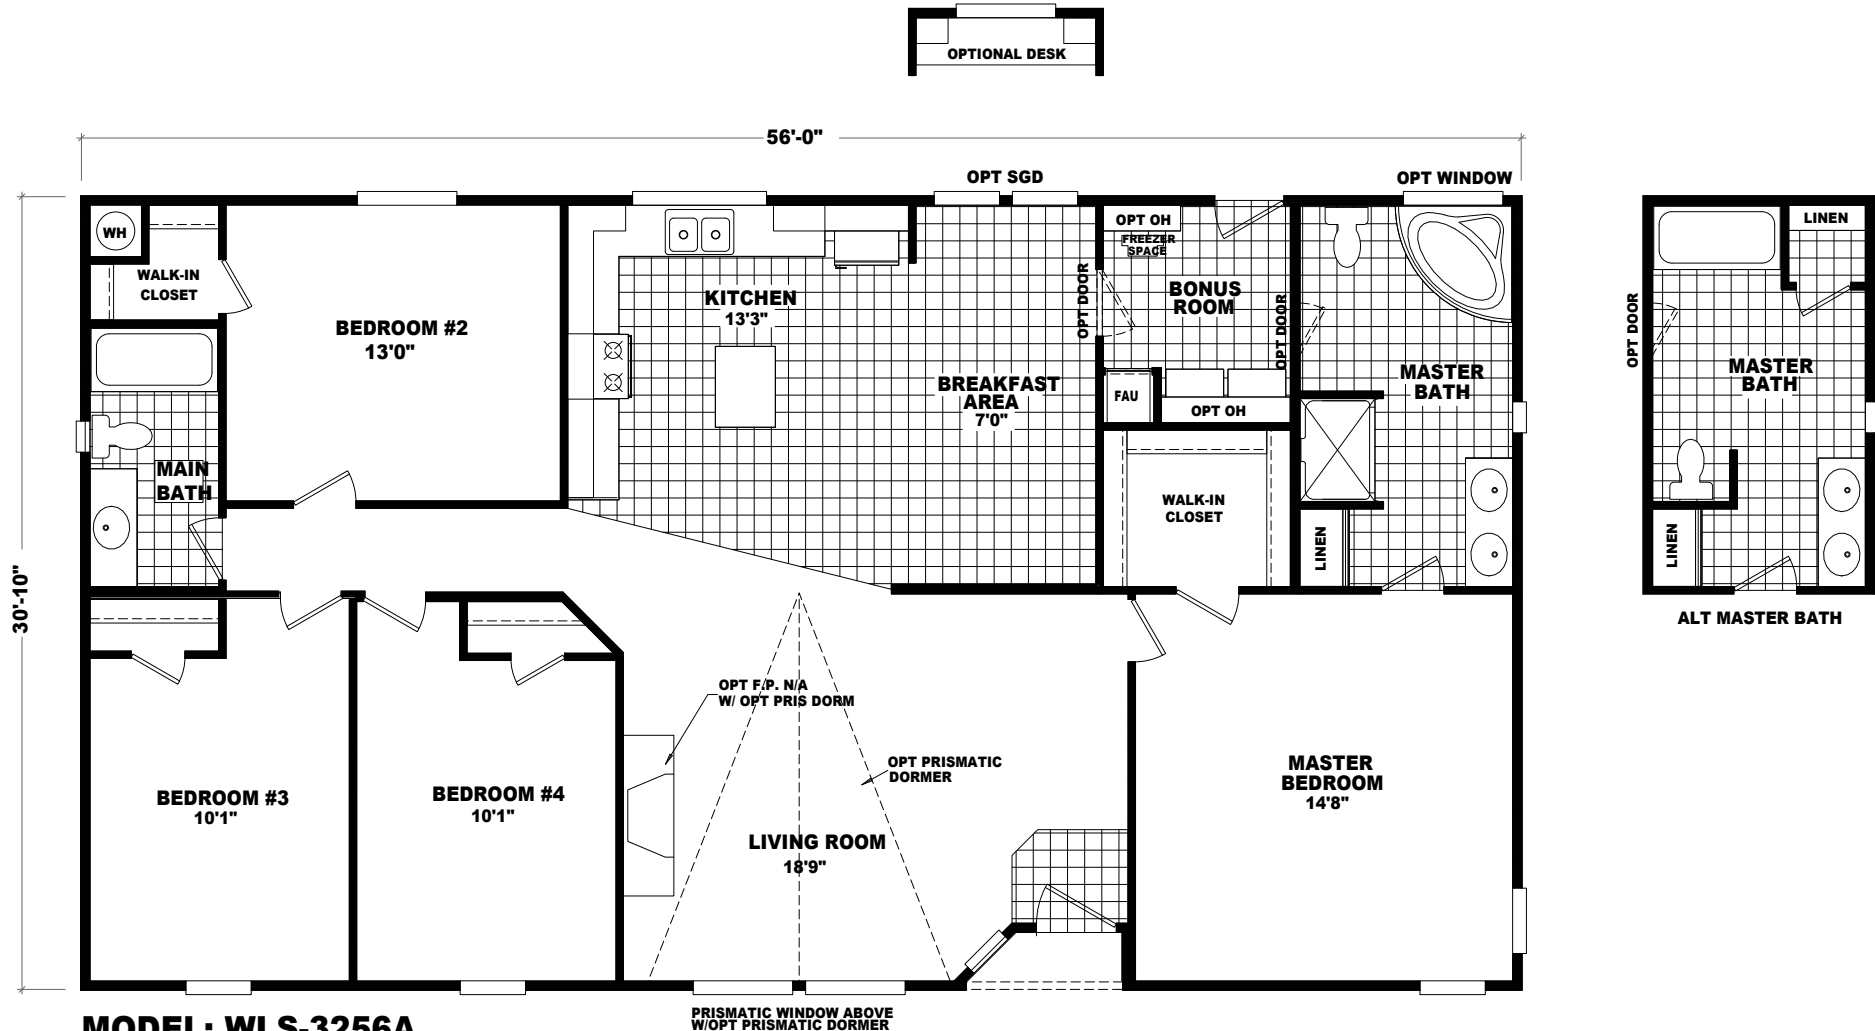 OPTIONAL DESK
56'-0"
OPT SGD
OPT WINDOW
WH
WALK-IN
CLOSET
BEDROOM #2
13'0"
KITCHEN
13'3"
OPT OH
FREEZER
SPACE
OPT DOOR
BONUS
ROOM
OPT DOOR
BREAKFAST
AREA
7'0"
FAU
OPT OH
MASTER
BATH
MAIN
BATH
WALK-IN
CLOSET
LINEN
LINEN
OPT DOOR
MASTER
BATH
LINEN
ALT MASTER BATH
30'-10"
OPT F.P. N/A
W/ OPT PRIS DORM
OPT PRISMATIC
DORMER
BEDROOM #3
10'1"
BEDROOM #4
10'1"
LIVING ROOM
18'9"
MASTER
BEDROOM
14'8"
PRISMATIC WINDOW ABOVE
W/OPT PRISMATIC DORMER
MODEL: WLS-3256A